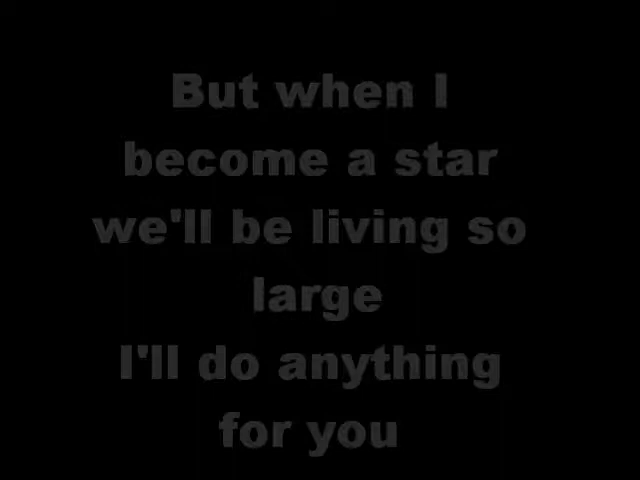 But when I
become a star
we'll be living so
large
I'll do anything
for you